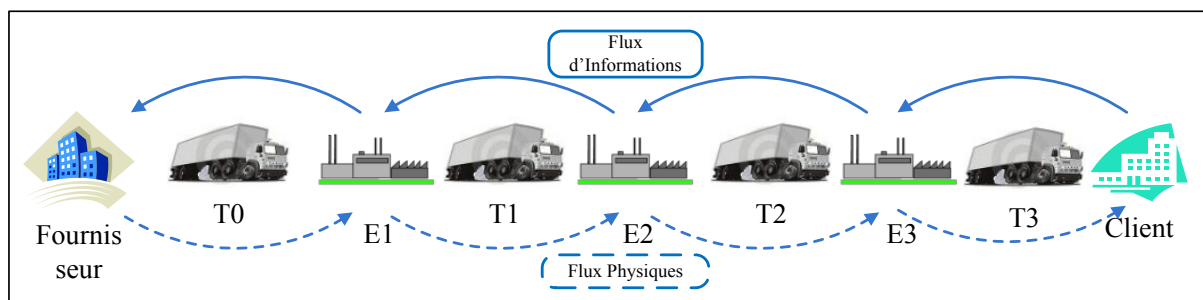 Flux
d’Informations
T0
T1
T2
T3
Fournis
seur
E1
E2
E3
Client
Flux Physiques